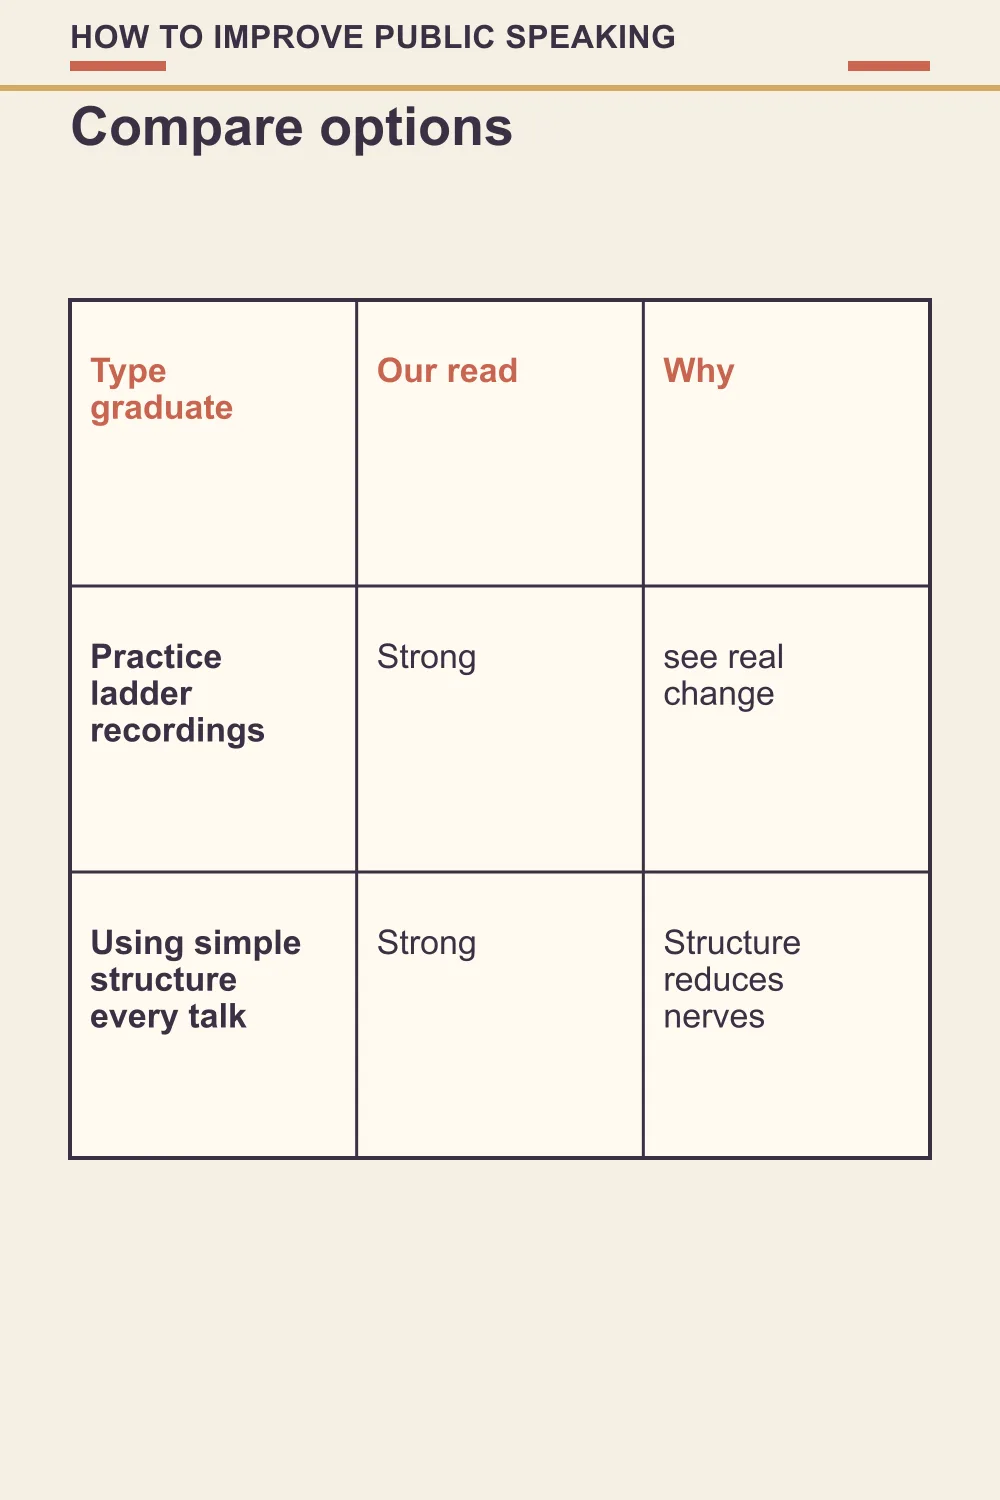 HOW TO IMPROVE PUBLIC SPEAKING
Compare options
Type
graduate
Our read
Why
Practice
ladder
recordings
Strong
see real
change
Using simple
structure
every talk
Strong
Structure
reduces
nerves